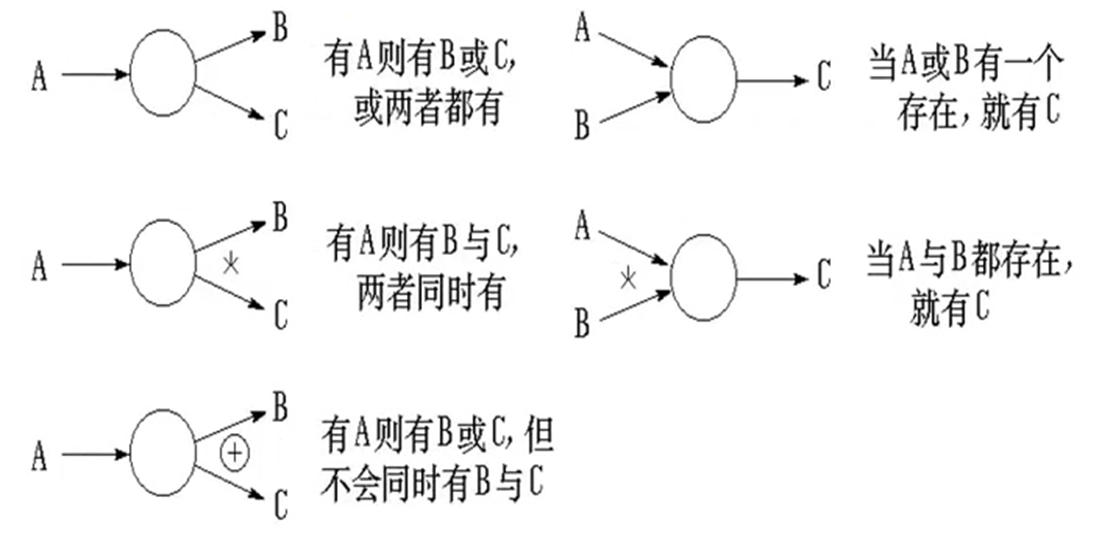 A
B
C
有A则有B或C,
或两者都有
A
B
C
当A或B有一个
存在,就有C
A
B
*
C
有A则有B与C,
两者同时有
A
*
B
C
当A与B都存在,
就有C
A
B
+
C
有A则有B或C,但
不会同时有B与C